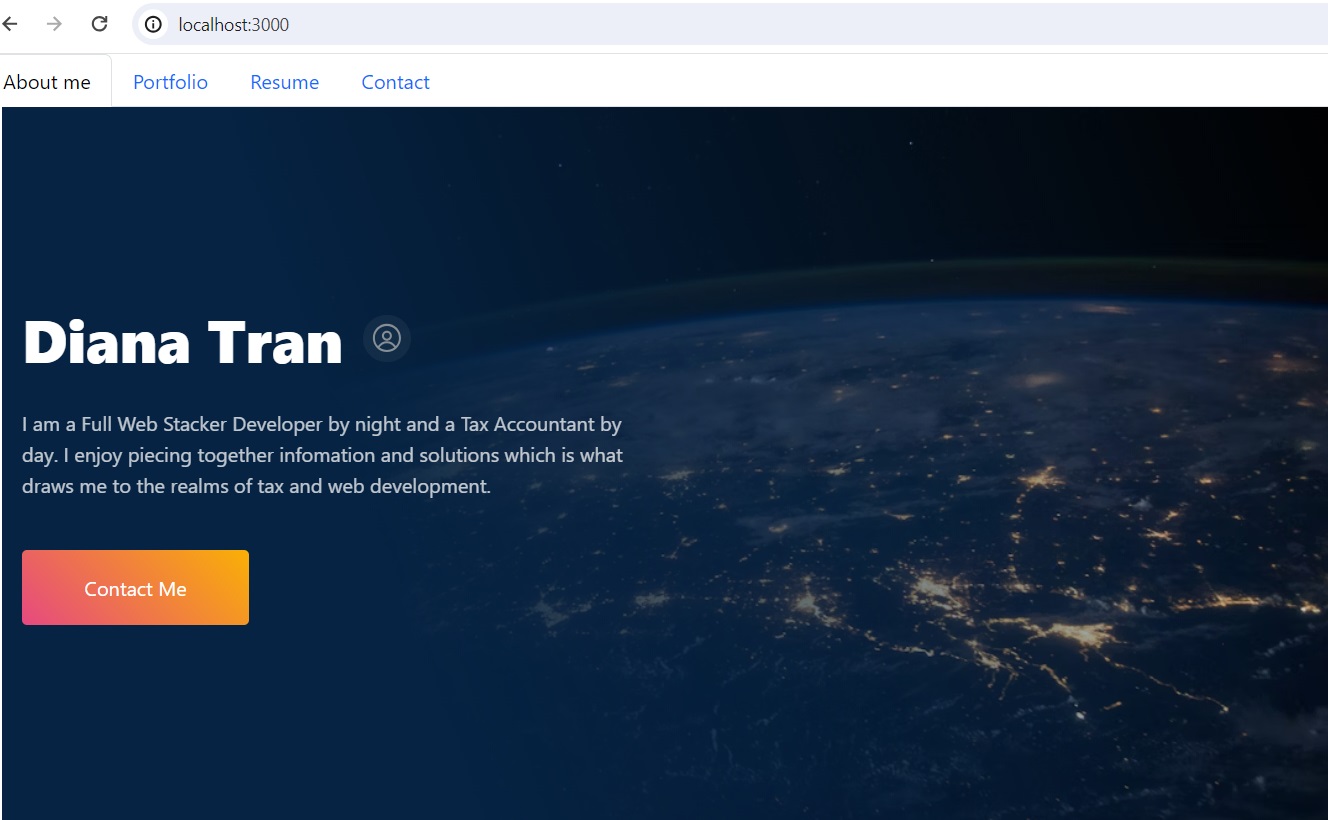 localhost:3000
About me Portfolio Resume Contact
Diana Tran
I am a Full Web Stacker Developer by night and a Tax Accountant by
day. I enjoy piecing together infomation and solutions which is what
draws me to the realms of tax and web development.
Contact Me